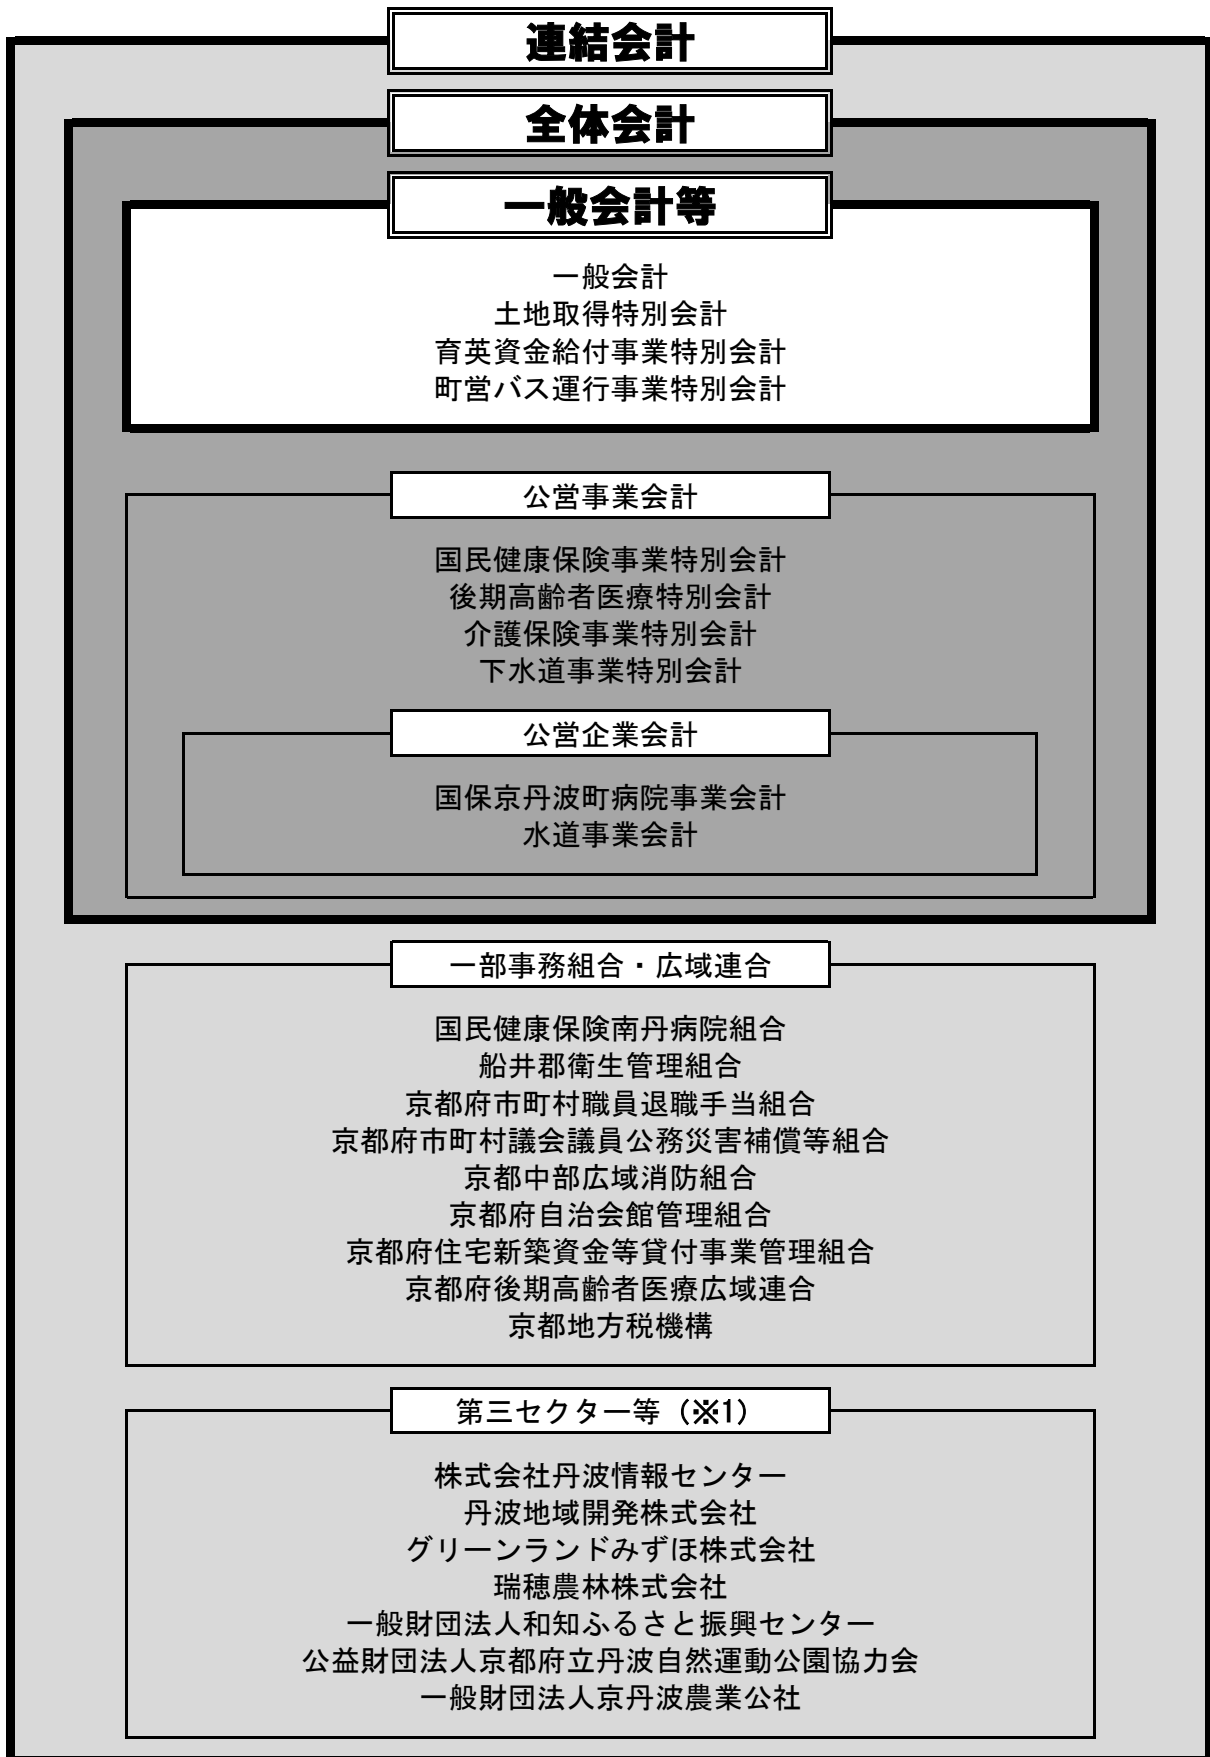 連結会計
全体会計
一般会計等
一般会計
土地取得特別会計
育英資金給付事業特別会計
町営バス運行事業特別会計
公営事業会計
国民健康保険事業特別会計
後期高齢者医療特別会計
介護保険事業特別会計
下水道事業特別会計
公営企業会計
国保京丹波町病院事業会計
水道事業会計
一部事務組合・広域連合
国民健康保険南丹病院組合
船井郡衛生管理組合
京都府市町村職員退職手当組合
京都府市町村議会議員公務災害補償等組合
京都中部広域消防組合
京都府自治会館管理組合
京都府住宅新築資金等貸付事業管理組合
京都府後期高齢者医療広域連合
京都地方税機構
第三セクター等（※1）
株式会社丹波情報センター
丹波地域開発株式会社
グリーンランドみずほ株式会社
瑞穂農林株式会社
一般財団法人和知ふるさと振興センター
公益財団法人京都府立丹波自然運動公園協力会
一般財団法人京丹波農業公社